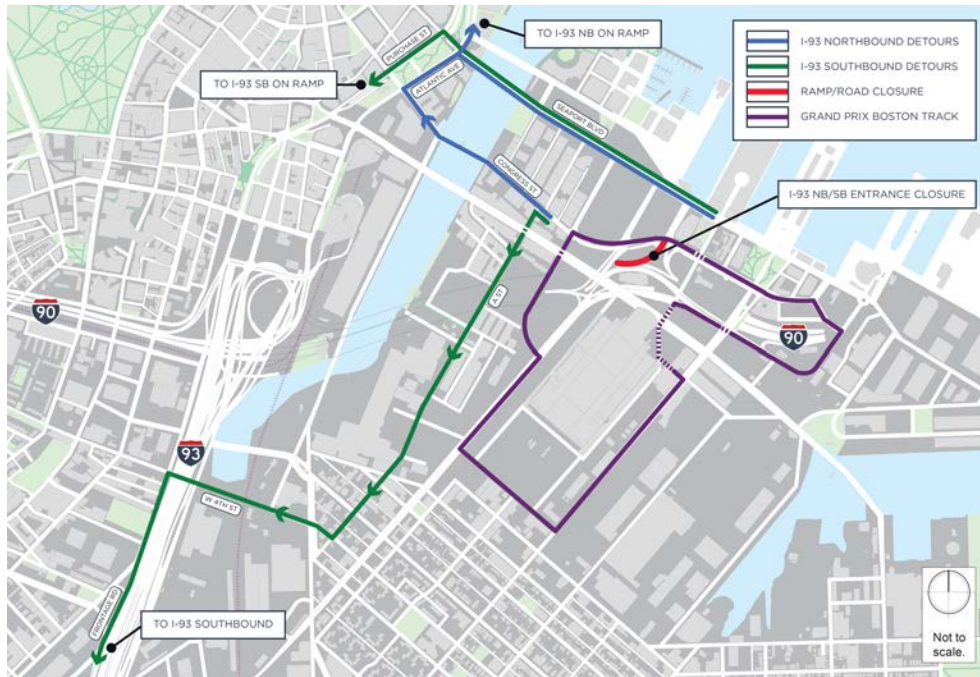 TO I-93 NB ON RAMP
I-93 NORTHBOUND DETOURS
I-93 SOUTHBOUND DETOURS
RAMP/ROAD CLOSURE
GRAND PRIX BOSTON TRACK
PURCHASE ST
TO I-93 SB ON RAMP
ATLANTIC AVE
SEAPORT BLVD
CONGRESS ST
I-93 NB/SB ENTRANCE CLOSURE
A ST
90
90
93
W 4TH ST
FRONTAGE RD
TO I-93 SOUTHBOUND
Not to
scale.